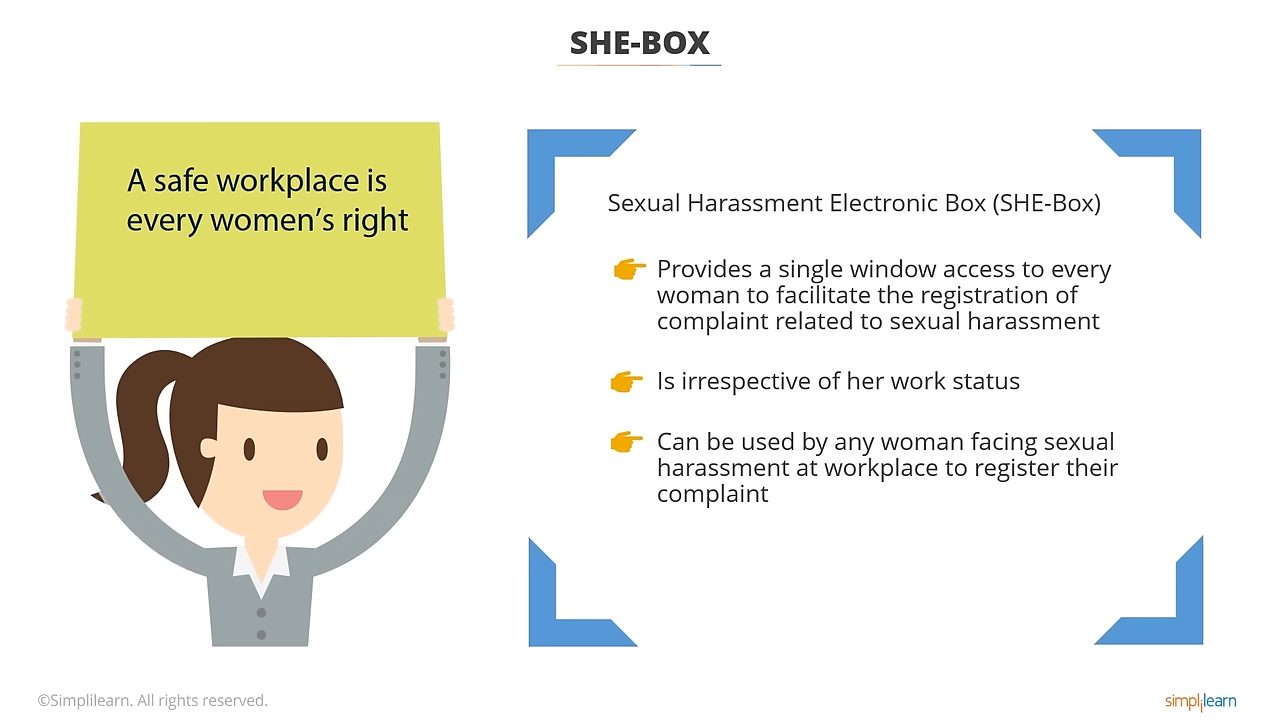 SHE-BOX
A safe workplace is
every women’s right
Sexual Harassment Electronic Box (SHE-Box)
Provides a single window access to every
woman to facilitate the registration of
complaint related to sexual harassment
Is irrespective of her work status
Can be used by any woman facing sexual
harassment at workplace to register their
complaint
©Simplilearn. All rights reserved.
simplilearn